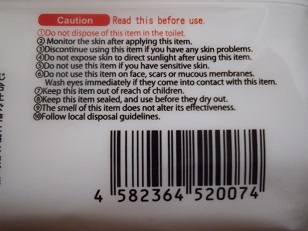 Caution Read this before use.
①Do not dispose of this item in the toilet.
②Monitor the skin after applying this item.
③Discontinue using this item if you have any skin problems.
④Do not expose skin to direct sunlight after using this item.
⑤Do not use this item if you have sensitive skin.
⑥Do not use this item on face, scars or mucous membranes.
Wash eyes immediately if they come into contact with this item.
⑦Keep this item out of reach of children.
⑧Keep this item sealed, and use before they dry out.
⑨The smell of this item does not alter its effectiveness.
⑩Follow local disposal guidelines.
4 582364 520074